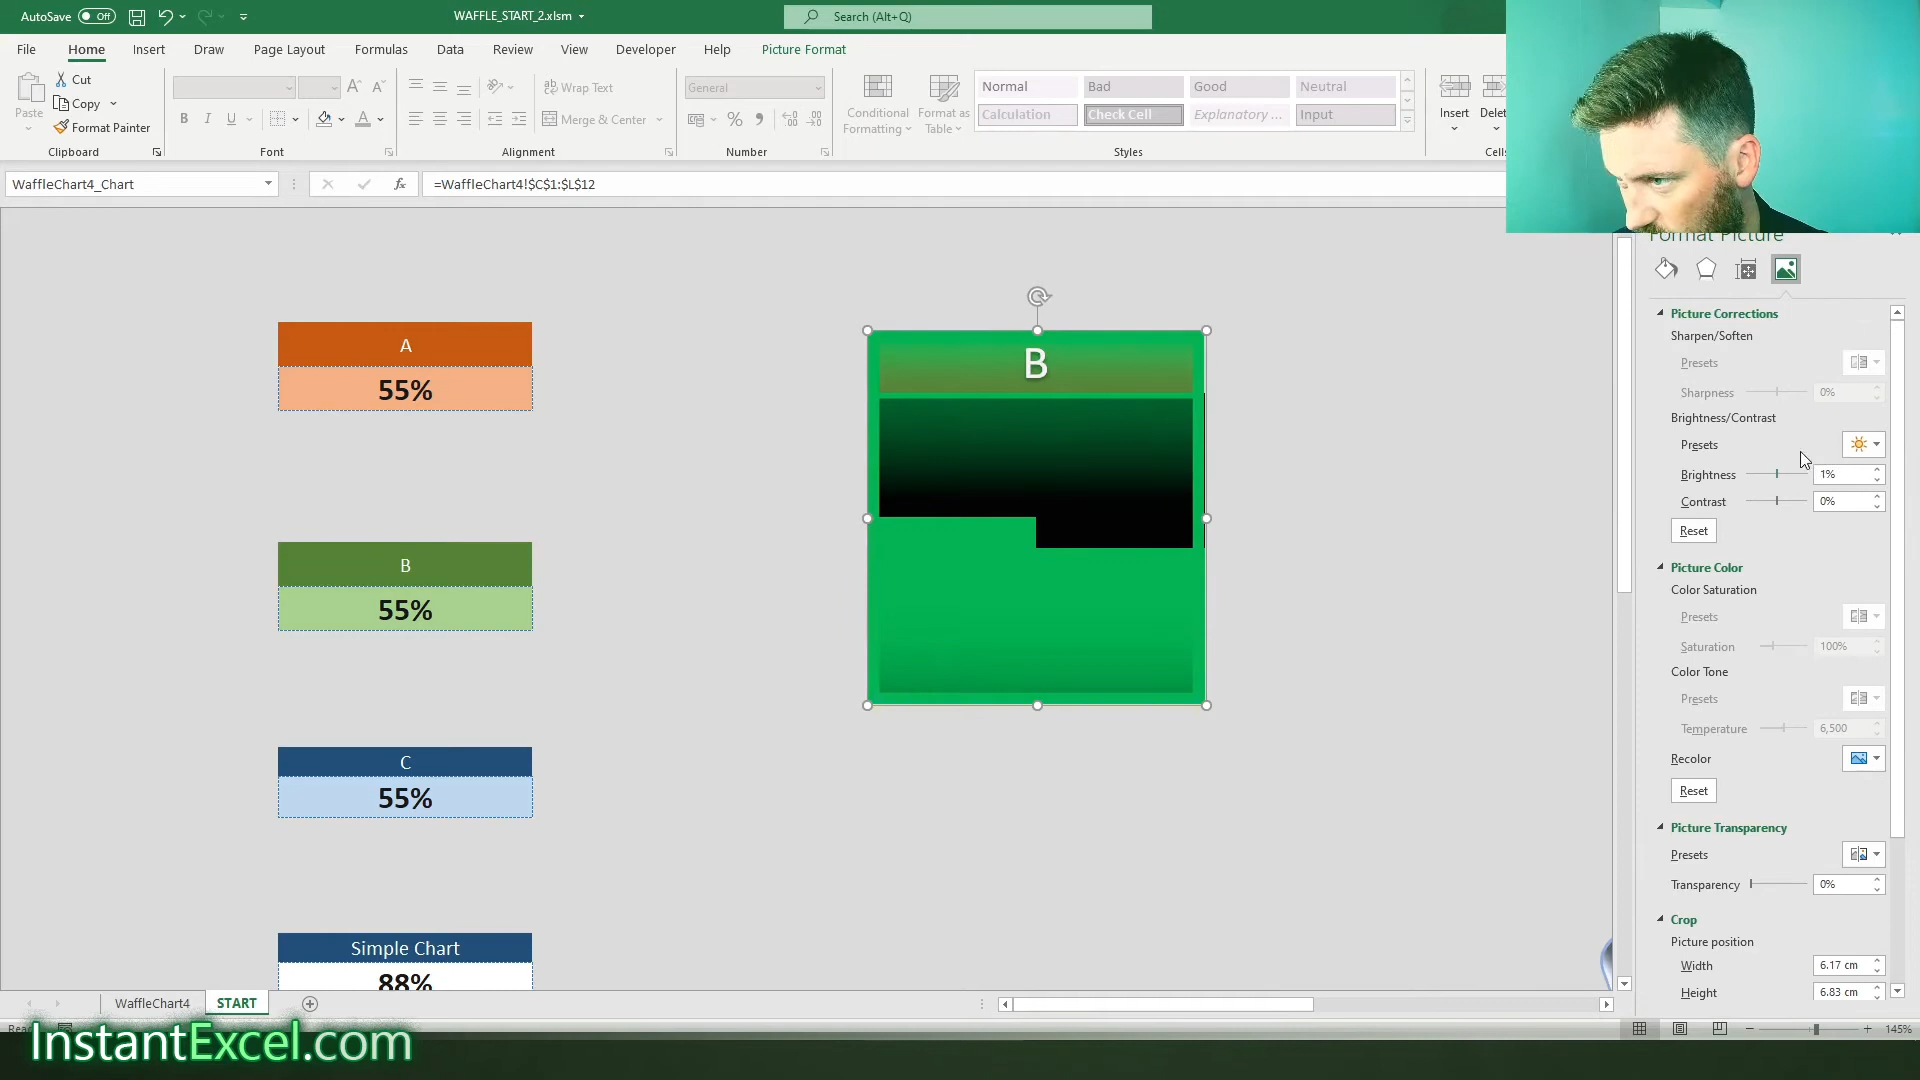 AutoSave Off
WAFFLE_START_2.xlsm
Search (Alt+Q)
File Home Insert Draw Page Layout Formulas Data Review View Developer Help Picture Format
Paste
Cut
Copy
Format Painter
Clipboard
B I U
A A
A
Font
Wrap Text
Merge & Center
Alignment
General
%
Number
Conditional Formatting
Format as Table
Normal Bad Good Neutral
Calculation Check Cell Explanatory ... Input
Styles
Insert
Cells
WaffleChart4_Chart
fx
=WaffleChart4!$C$1:$L$12
A
55%
B
55%
C
55%
Simple Chart
88%
B
Format Picture
Picture Corrections
Sharpen/Soften
Presets
Sharpness 0%
Brightness/Contrast
Presets
Brightness 1%
Contrast 0%
Reset
Picture Color
Color Saturation
Presets
Saturation 100%
Color Tone
Presets
Temperature 6,500
Recolor
Reset
Picture Transparency
Presets
Transparency 0%
Crop
Picture position
Width 6.17 cm
Height 6.83 cm
WaffleChart4 START
145%
InstantExcel.com